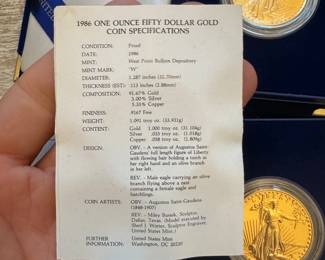 1986 ONE OUNCE FIFTY DOLLAR GOLD
COIN SPECIFICATIONS
CONDITION: Proof
DATE: 1986
MINT: West Point Bullion Depository
MINT MARK: "W"
DIAMETER: 1.287 inches (32.70mm)
THICKNESS (EST): .113 inches (2.88mm)
COMPOSITION: 91.67% Gold
3.00% Silver
5.33% Copper
FINENESS: .9167 Fine
WEIGHT: 1.091 troy oz. (33.931g)
CONTENT: Gold 1.000 troy oz. (31.104g)
Silver .033 troy oz. (1.018g)
Copper .058 troy oz. (1.809g)
DESIGN: OBV. - A version of Augustus Saint-
Gaudens' full length figure of Liberty
with flowing hair holding a torch in
her right hand and an olive branch
in her left.
REV. - Male eagle carrying an olive
branch flying above a nest
containing a female eagle and
hatchlings.
COIN ARTISTS: OBV. - Augustus Saint-Gaudens
(1848-1907)
REV. - Miley Busiek, Sculptor,
Dallas, Texas. (Model executed by
Sherl J. Winter, Sculptor Engraver,
United States Mint.)
FURTHER United States Mint
INFORMATION: Washington, DC 20220